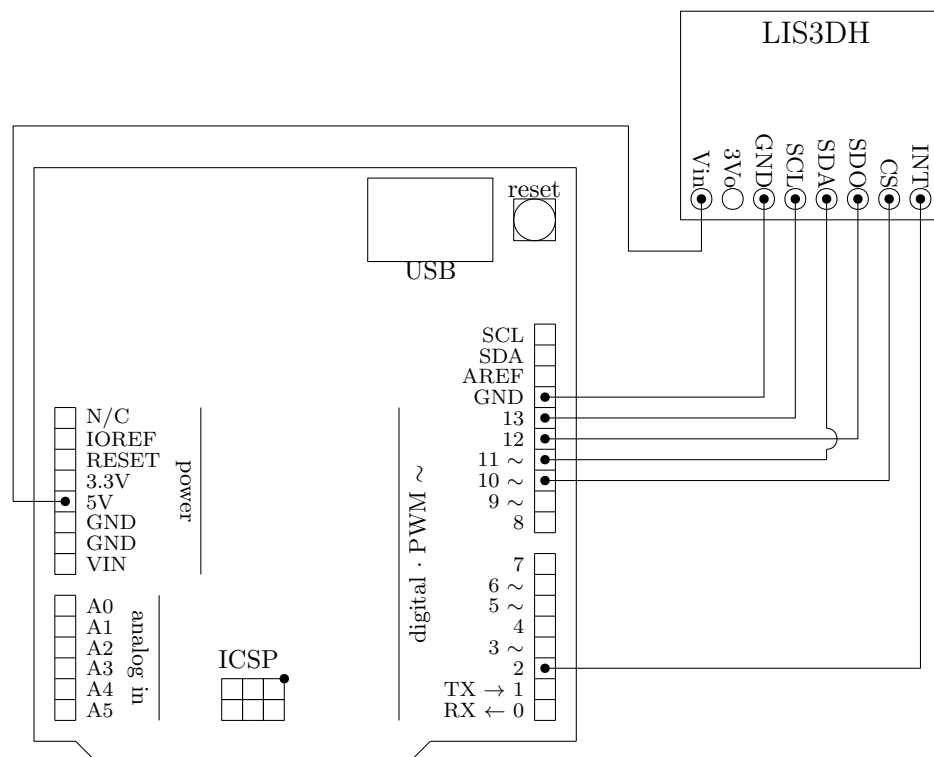 LIS3DH
Vin
3Vo
GND
SCL
SDA
SDO
CS
INT
reset
USB
SCL
SDA
AREF
GND
13
12
11 ~
10 ~
9 ~
8
N/C
IOREF
RESET
3.3V
5V
GND
GND
VIN
power
digital · PWM ~
7
6 ~
5 ~
4
3 ~
2
TX → 1
RX ← 0
A0
A1
A2
A3
A4
A5
analog in
ICSP